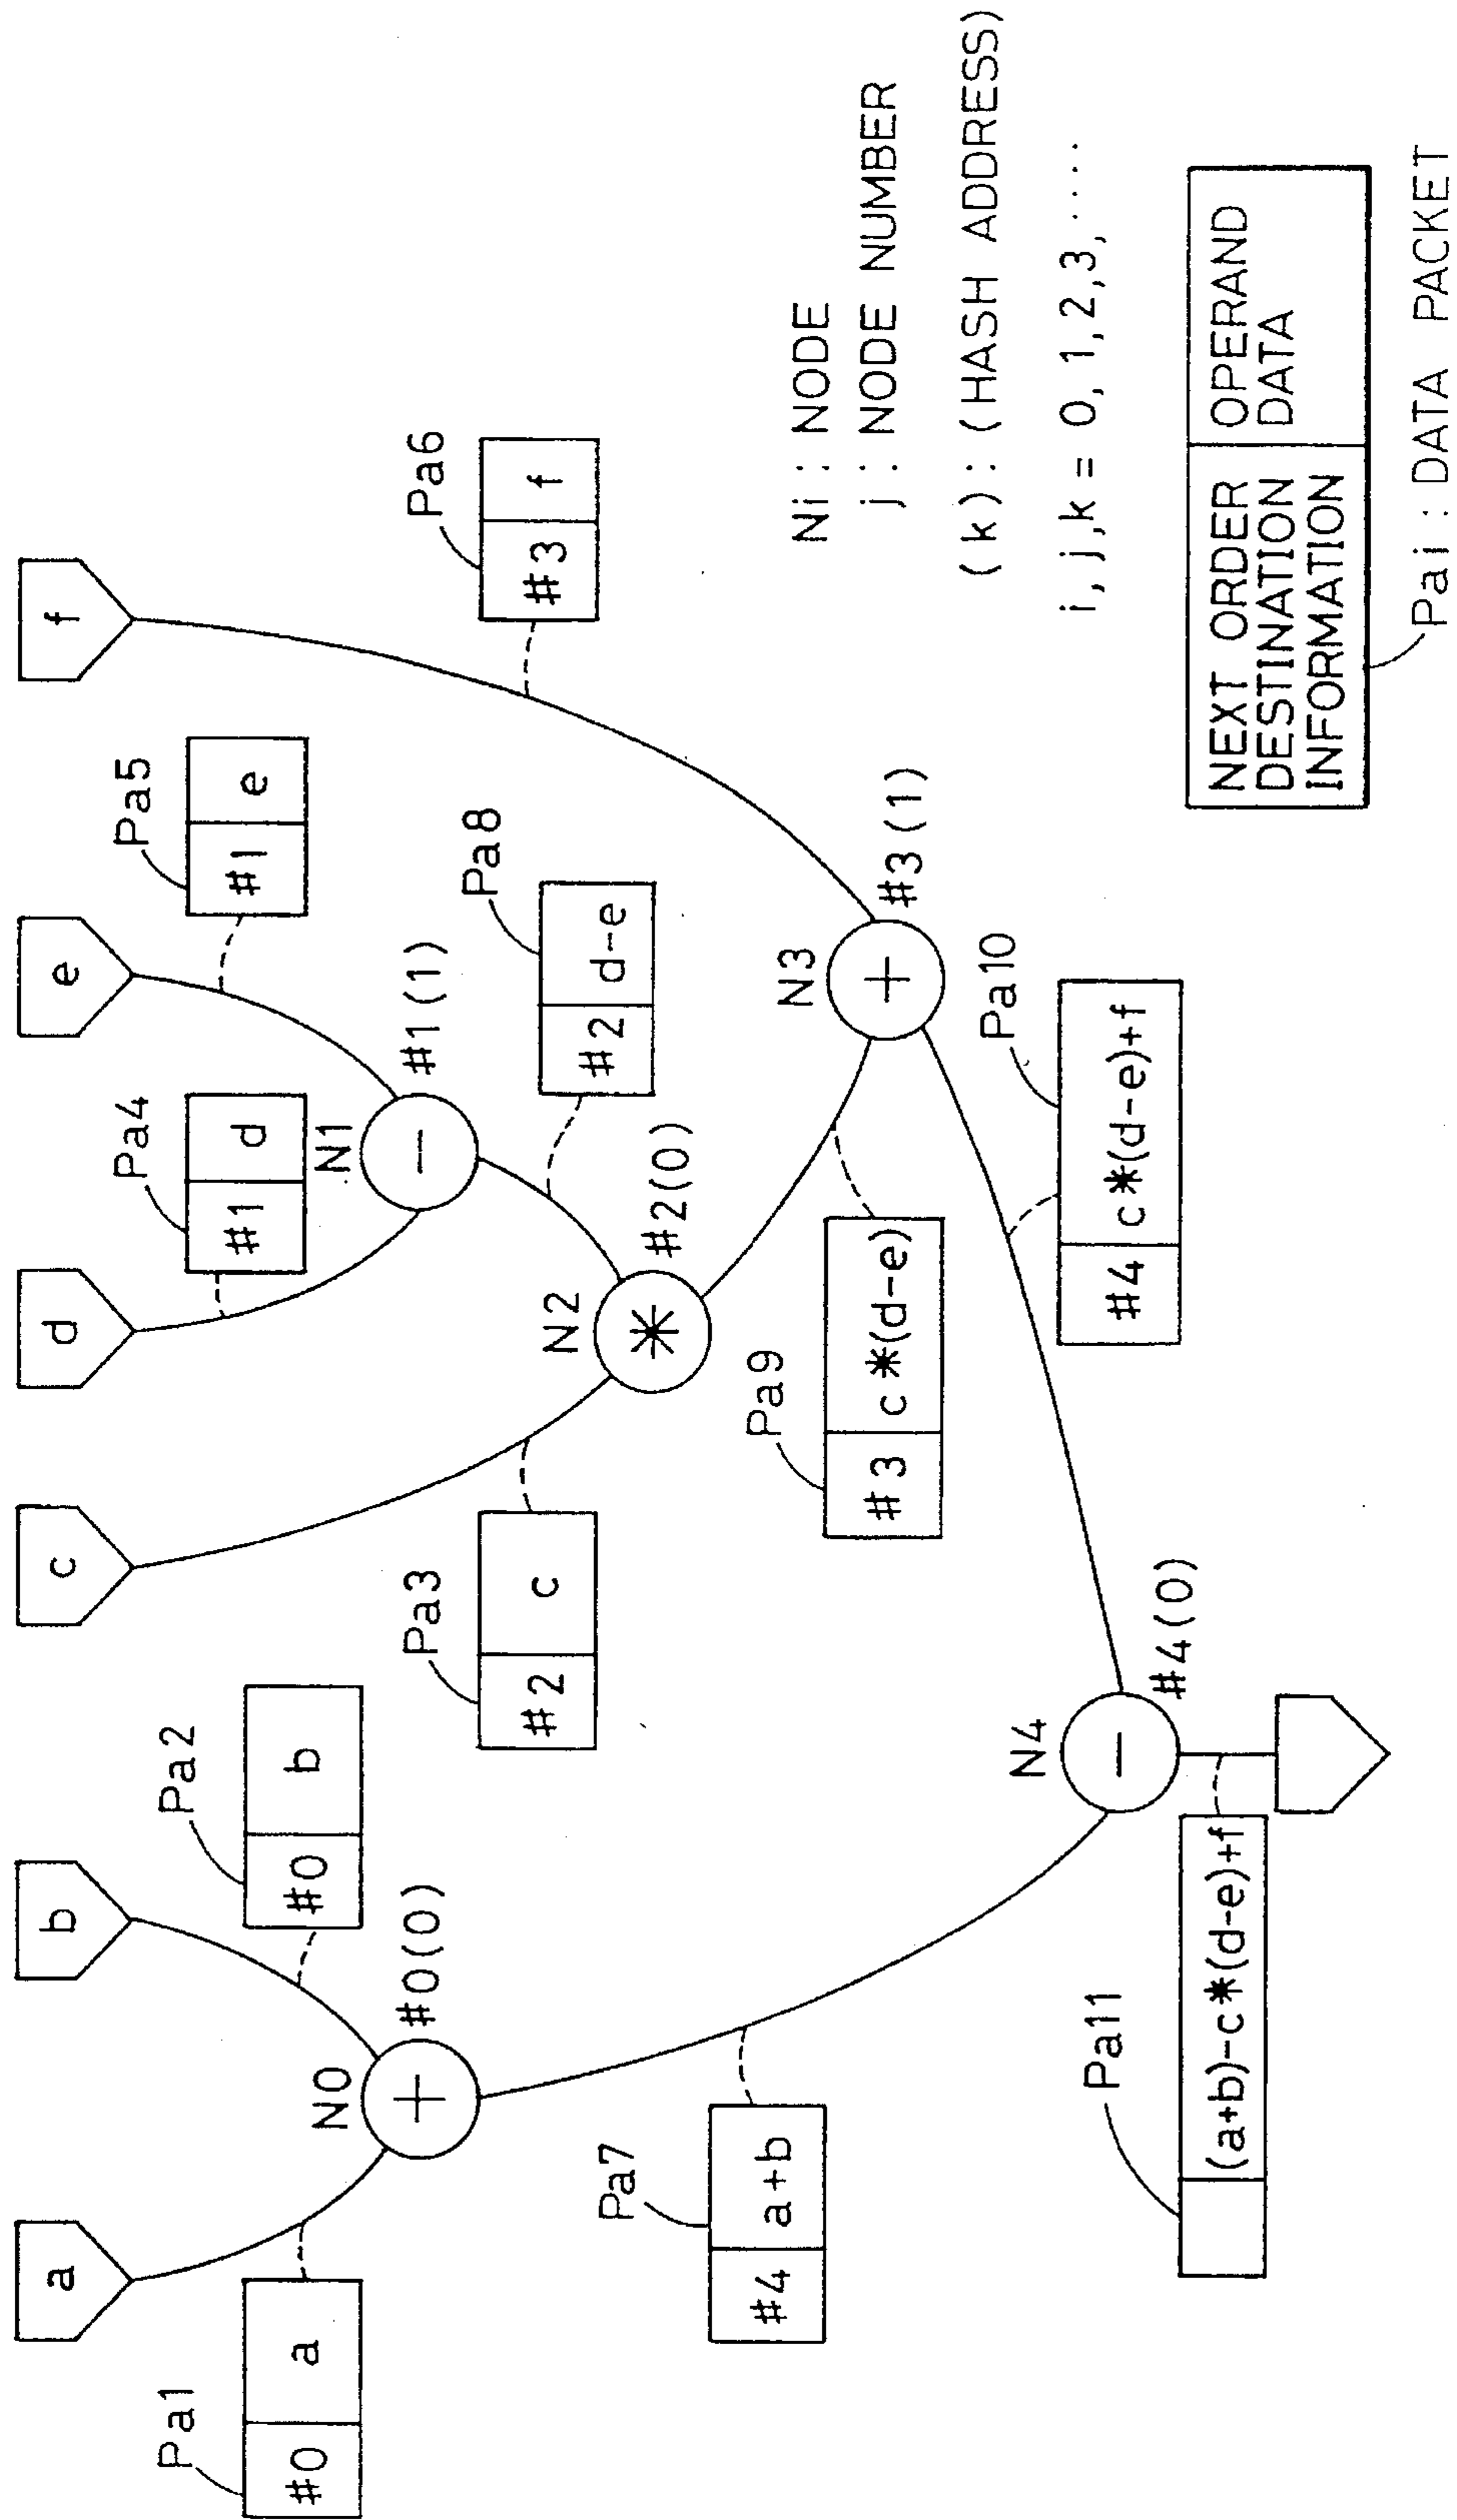 a
b
c
d
e
f
Pa1
#0 a
Pa2
#0 b
Pa3
#2 c
Pa4
#1 d
Pa5
#1 e
Pa6
#3 f
N0
+
#0(0)
N1
−
#1(1)
Pa7
#4 a+b
N2
*
#2(0)
Pa8
#2 d-e
Pa9
#3 c*(d-e)
N3
+
#3(1)
Pa10
#4 c*(d-e)+f
N4
−
#4(0)
Pa11
(a+b)-c*(d-e)+f
Ni : NODE
j : NODE NUMBER
(k) : (HASH ADDRESS)
i,j,k = 0, 1, 2, 3, ····
NEXT ORDER
DESTINATION
INFORMATION
OPERAND
DATA
Pai : DATA PACKET